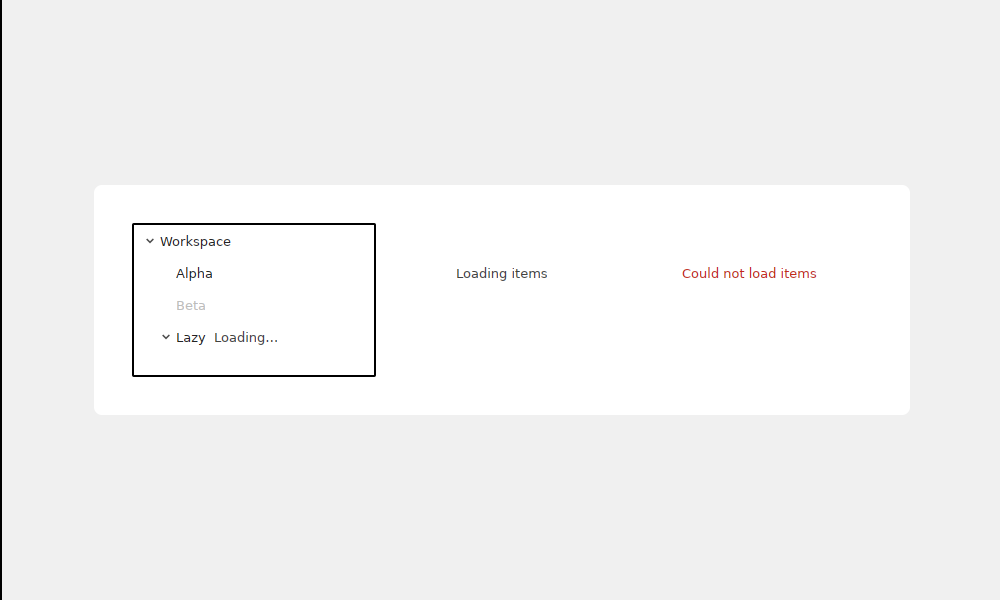 Workspace
Alpha
Beta
Lazy Loading...
Loading items
Could not load items